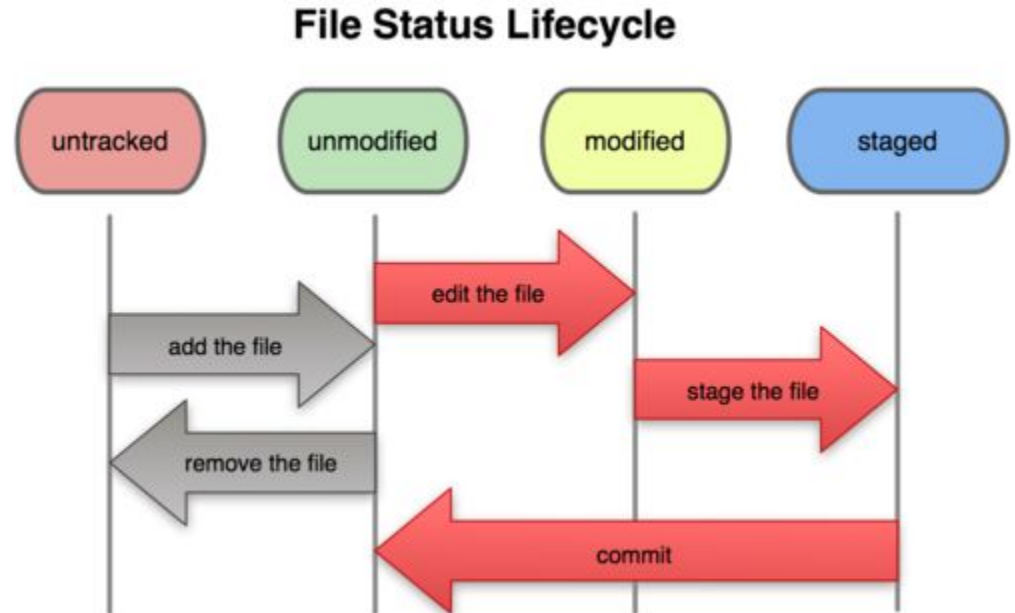 File Status Lifecycle
untracked
unmodified
modified
staged
edit the file
add the file
stage the file
remove the file
commit